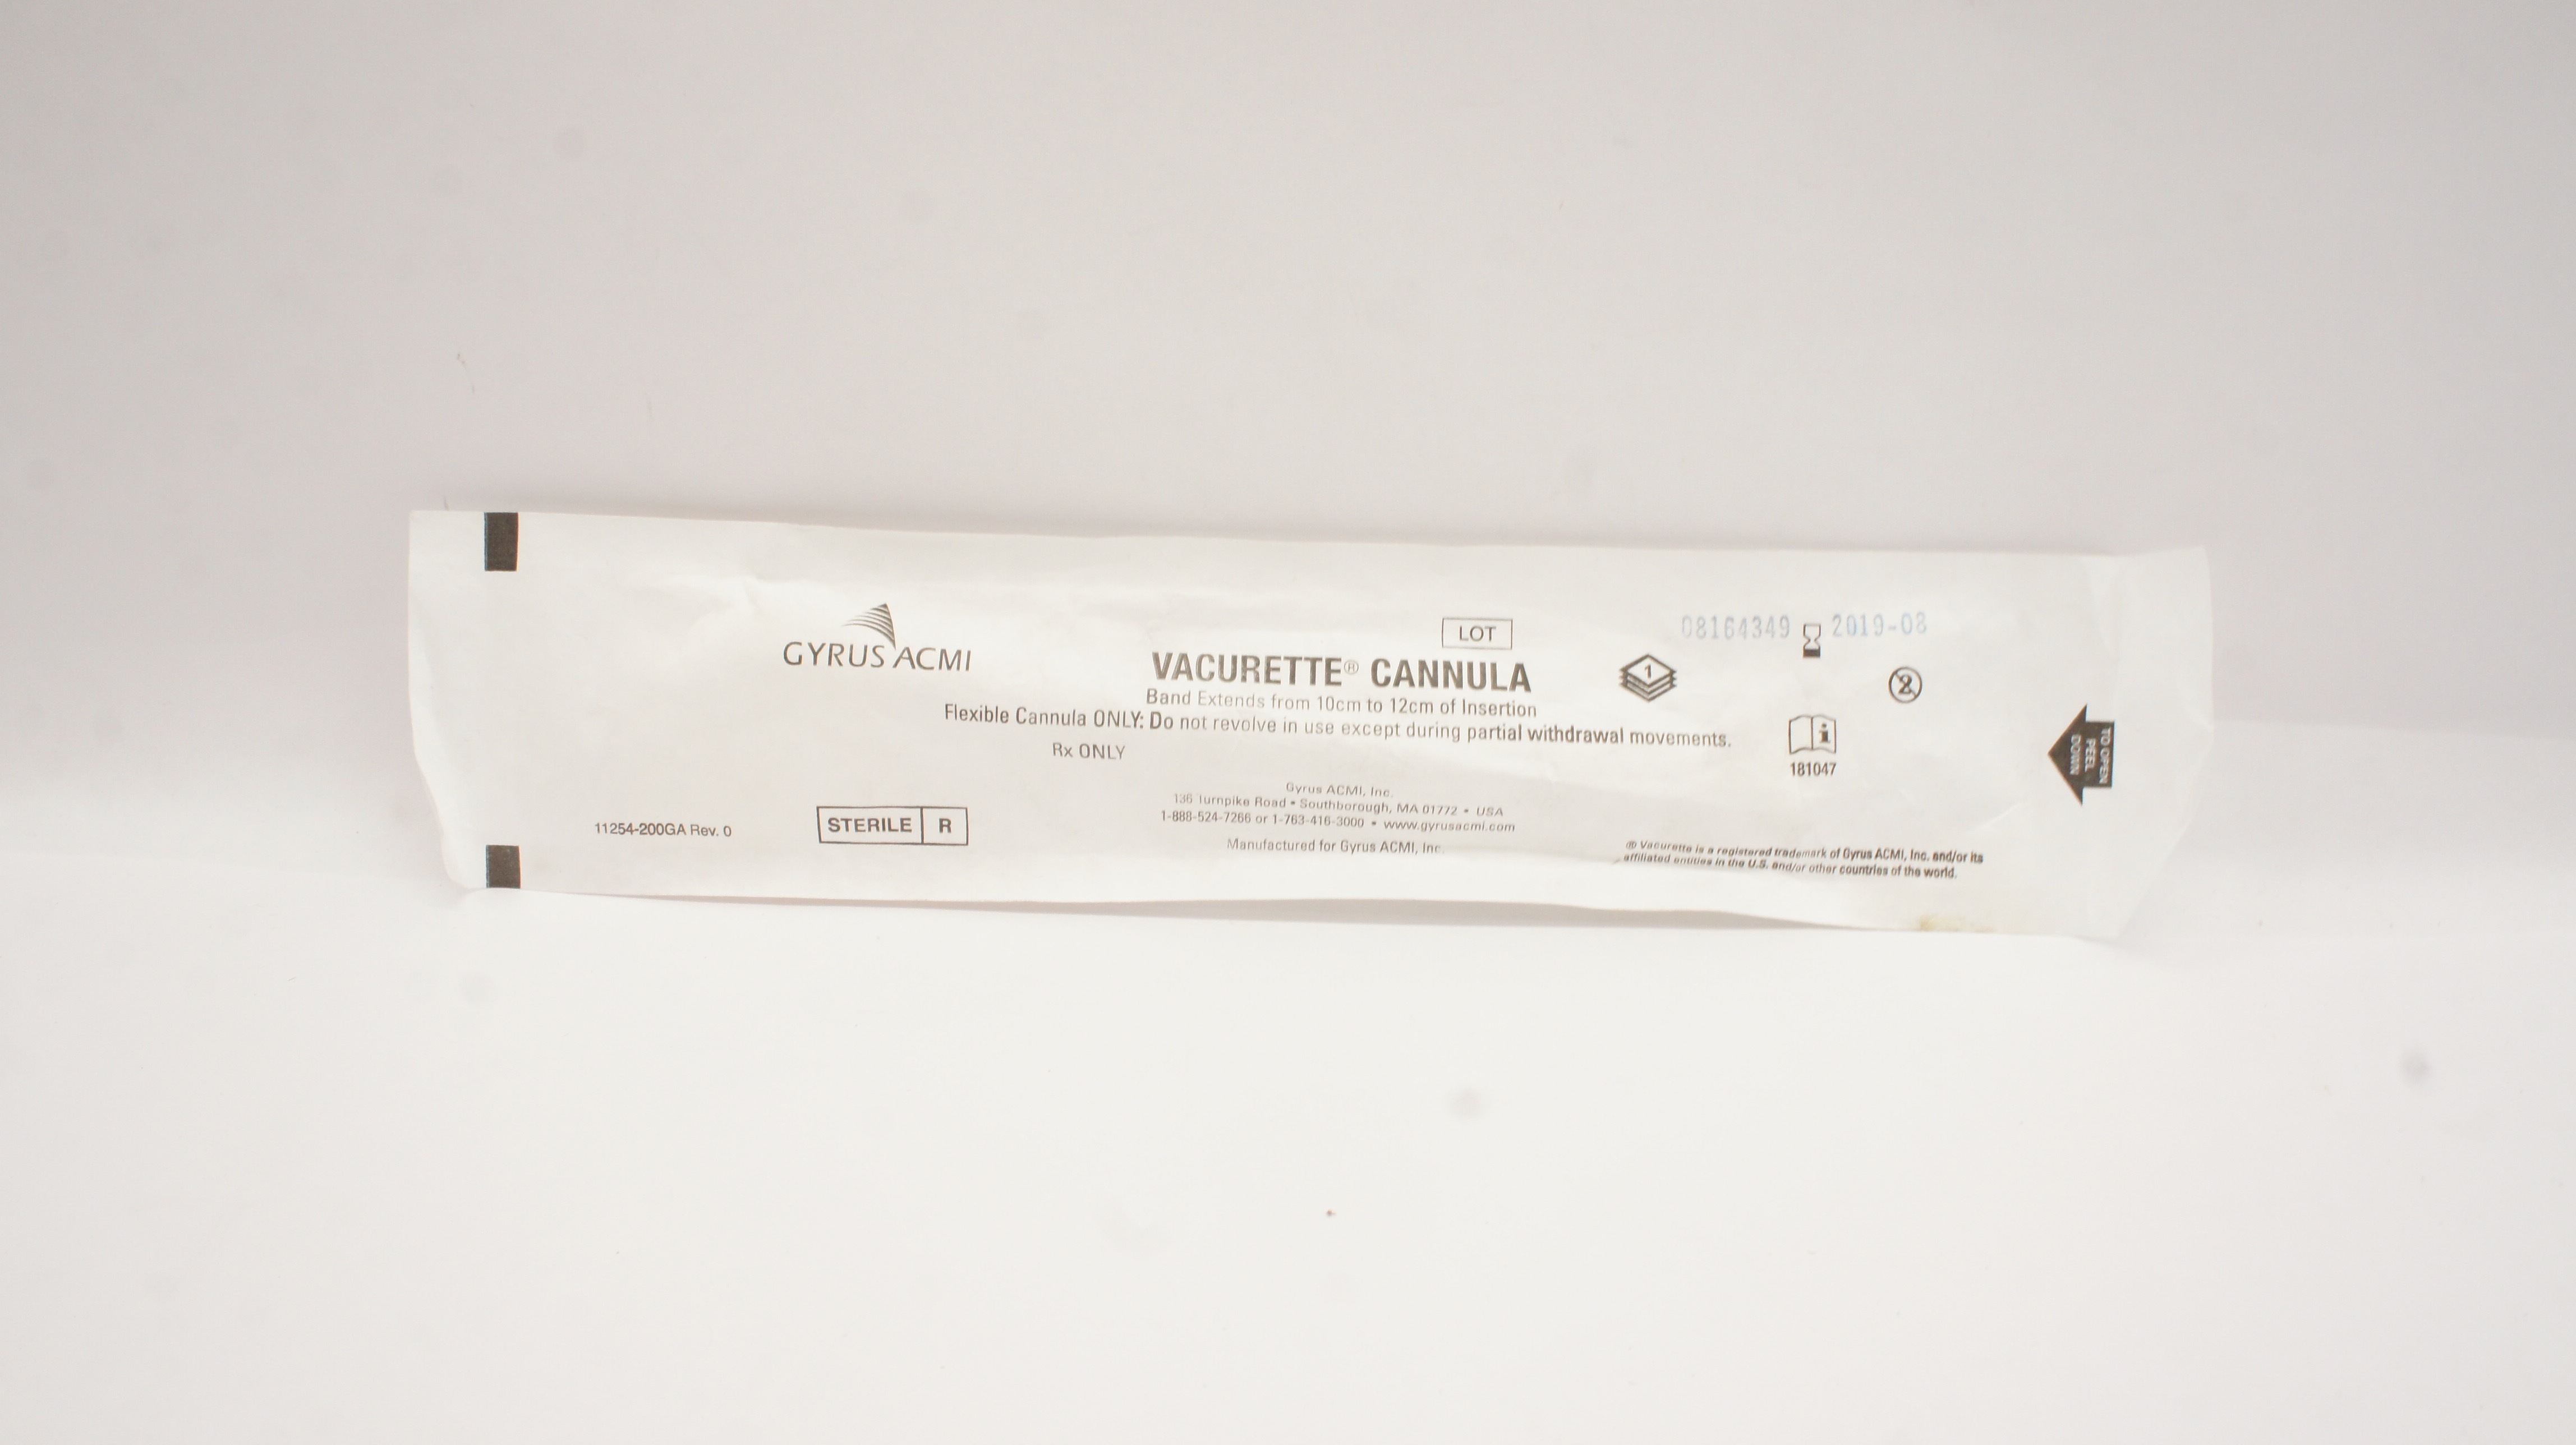 GYRUS ACMI
LOT
08164349 2019-08
VACURETTE® CANNULA
1
2
Band Extends from 10cm to 12cm of Insertion
Flexible Cannula ONLY: Do not revolve in use except during partial withdrawal movements.
Rx ONLY
i
181047
TO OPEN
PEEL
DOWN
Gyrus ACMI, Inc.
136 Turnpike Road • Southborough, MA 01772 • USA
1-888-524-7266 or 1-763-416-3000 • www.gyrusacmi.com
Manufactured for Gyrus ACMI, Inc.
11254-200GA Rev. 0
STERILE R
® Vacurette is a registered trademark of Gyrus ACMI, Inc. and/or its
affiliated entities in the U.S. and/or other countries of the world.